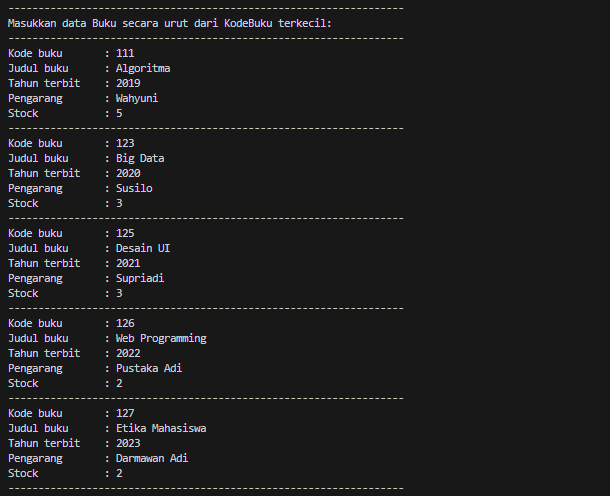 ------------------------------------------------------------------
Masukkan data Buku secara urut dari KodeBuku terkecil:
------------------------------------------------------------------
Kode buku       : 111
Judul buku      : Algoritma
Tahun terbit    : 2019
Pengarang       : Wahyuni
Stock           : 5
------------------------------------------------------------------
Kode buku       : 123
Judul buku      : Big Data
Tahun terbit    : 2020
Pengarang       : Susilo
Stock           : 3
------------------------------------------------------------------
Kode buku       : 125
Judul buku      : Desain UI
Tahun terbit    : 2021
Pengarang       : Supriadi
Stock           : 3
------------------------------------------------------------------
Kode buku       : 126
Judul buku      : Web Programming
Tahun terbit    : 2022
Pengarang       : Pustaka Adi
Stock           : 2
------------------------------------------------------------------
Kode buku       : 127
Judul buku      : Etika Mahasiswa
Tahun terbit    : 2023
Pengarang       : Darmawan Adi
Stock           : 2
------------------------------------------------------------------